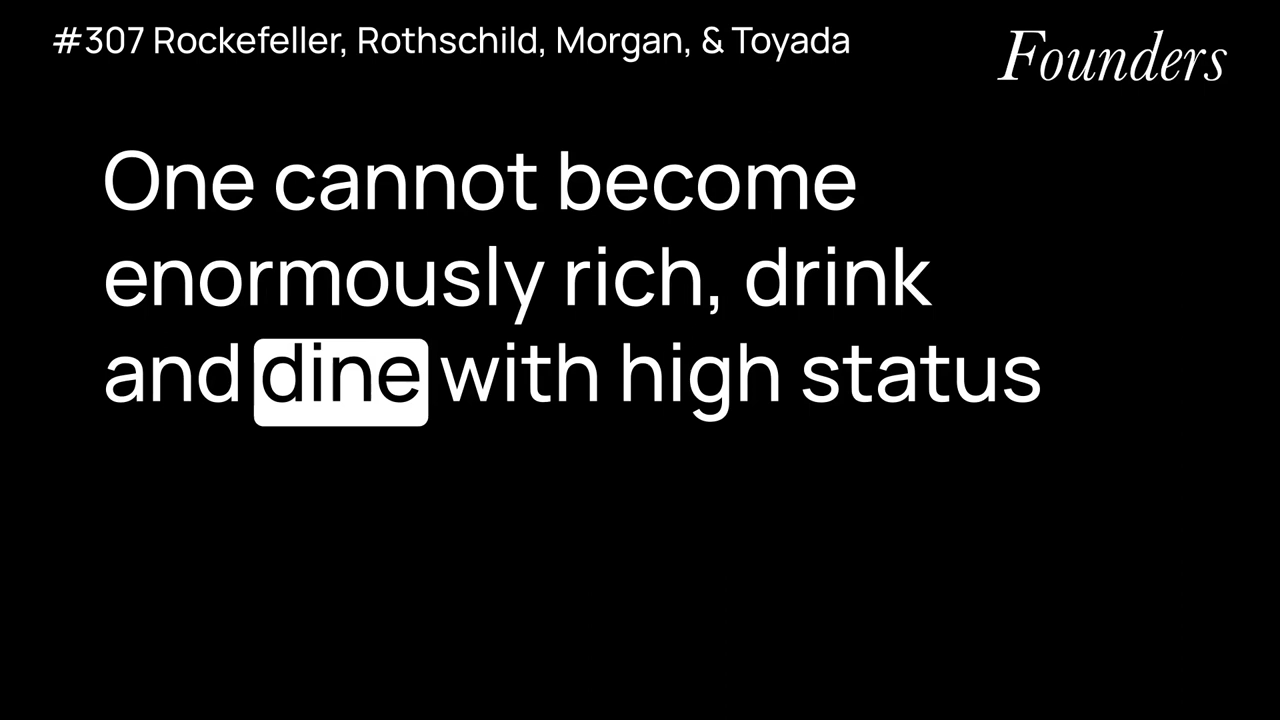 #307 Rockefeller, Rothschild, Morgan, & Toyada
Founders
One cannot become
enormously rich, drink
and dine with high status